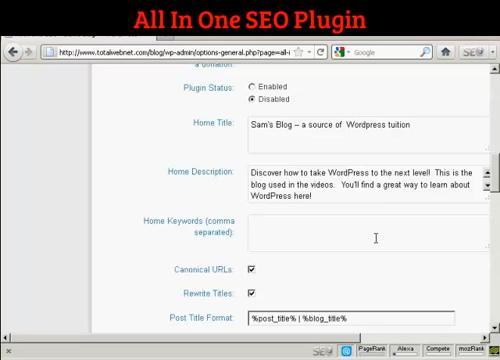 All In One SEO Plugin
http://www.totalwebnet.com/blog/wp-admin/options-general.php?page=all-i
Google
SEO
a donation.
Plugin Status:
Enabled
Disabled
Home Title:
Sam's Blog – a source of Wordpress tuition
Home Description:
Discover how to take WordPress to the next level! This is the
blog used in the videos. You'll find a great way to learn about
WordPress here!
Home Keywords (comma
separated):
Canonical URLs:
Rewrite Titles:
Post Title Format:
%post_title% | %blog_title%
SEO
PageRank
Alexa
Compete
mozRank